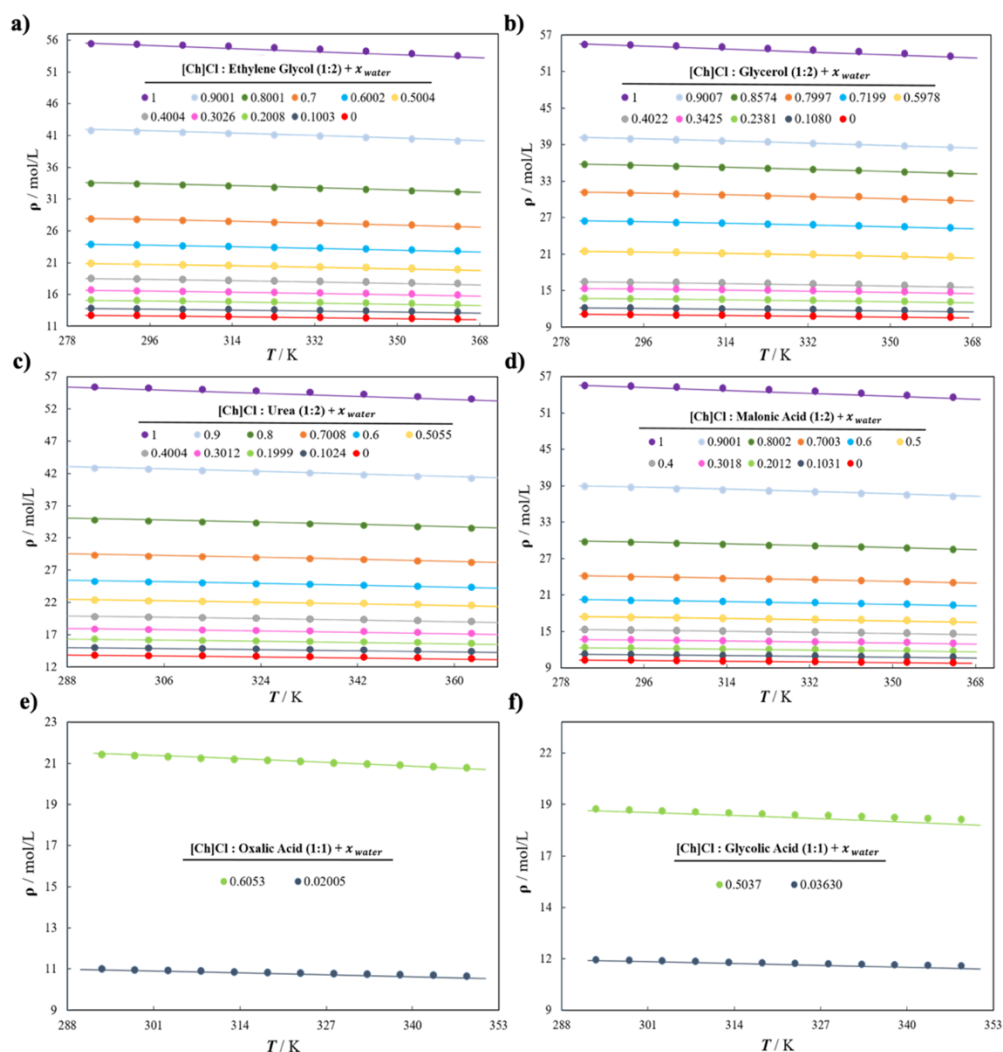 a)
56
51
46
41
36
31
26
21
16
11
ρ / mol/L
[Ch]Cl : Ethylene Glycol (1:2) + x water
1 0.9001 0.8001 0.7 0.6002 0.5004
0.4004 0.3026 0.2008 0.1003 0
278 296 314 332 350 368
T / K
b)
57
51
45
39
33
27
21
15
9
ρ / mol/L
[Ch]Cl : Glycerol (1:2) + x water
1 0.9007 0.8574 0.7997 0.7199 0.5978
0.4022 0.3425 0.2381 0.1080 0
278 296 314 332 350 368
T / K
c)
57
52
47
42
37
32
27
22
17
12
ρ / mol/L
[Ch]Cl : Urea (1:2) + x water
1 0.9 0.8 0.7008 0.6 0.5055
0.4004 0.3012 0.1999 0.1024 0
288 306 324 342 360
T / K
d)
57
51
45
39
33
27
21
15
9
ρ / mol/L
[Ch]Cl : Malonic Acid (1:2) + x water
1 0.9001 0.8002 0.7003 0.6 0.5
0.4 0.3018 0.2012 0.1031 0
278 296 314 332 350 368
T / K
e)
23
21
19
16
14
11
9
ρ / mol/L
[Ch]Cl : Oxalic Acid (1:1) + x water
0.6053 0.02005
288 301 314 327 340 353
T / K
f)
22
19
17
14
12
9
ρ / mol/L
[Ch]Cl : Glycolic Acid (1:1) + x water
0.5037 0.03630
288 301 314 327 340 353
T / K